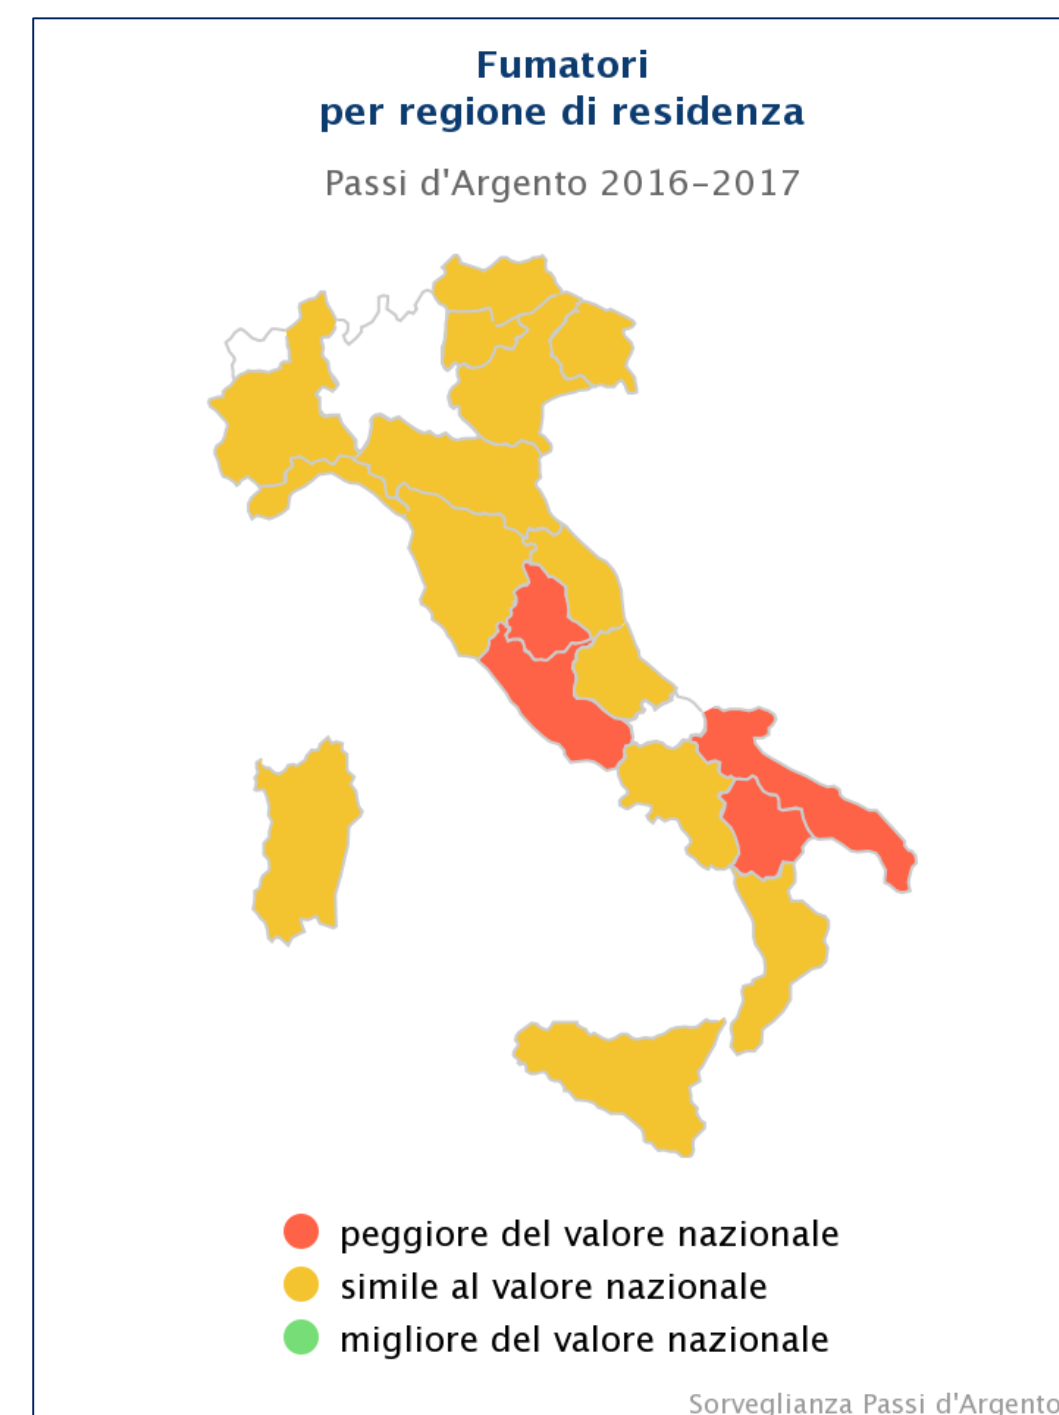 Fumatori
per regione di residenza
Passi d'Argento 2016-2017
peggiore del valore nazionale
simile al valore nazionale
migliore del valore nazionale
Sorveglianza Passi d'Argento